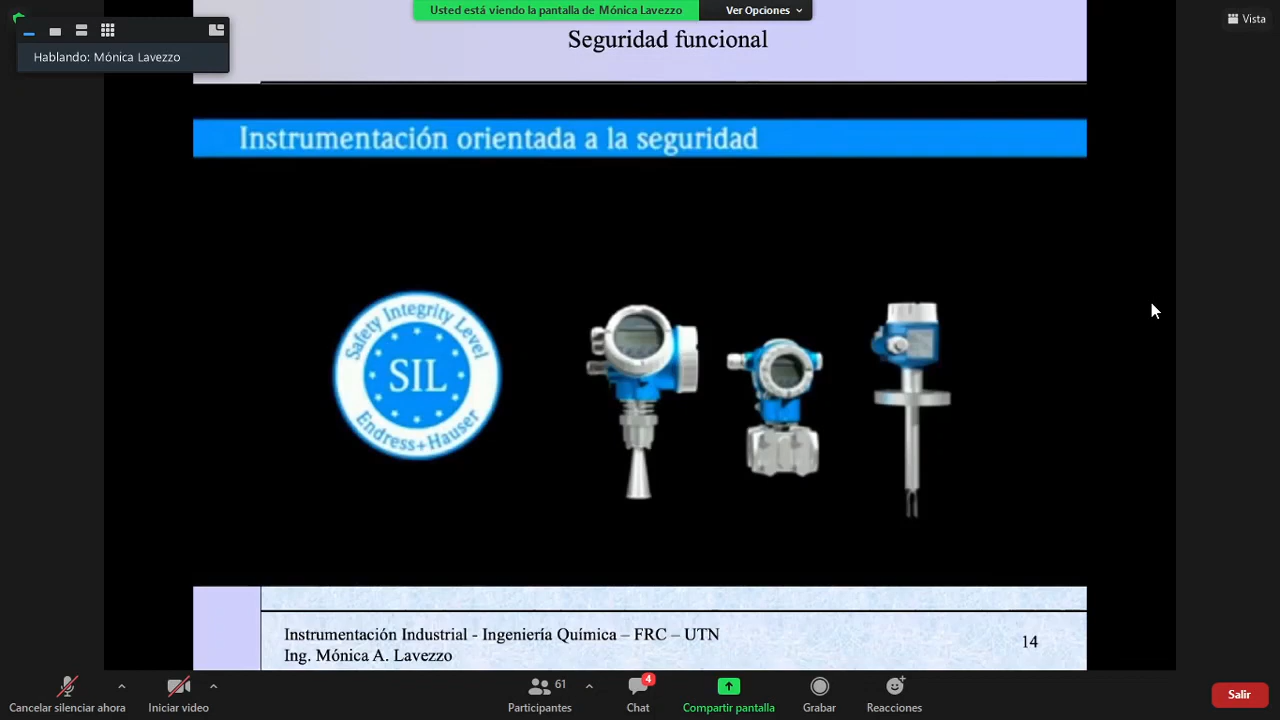 Usted está viendo la pantalla de Mónica Lavezzo
Ver Opciones
Vista
Hablando: Mónica Lavezzo
Seguridad funcional
Instrumentación orientada a la seguridad
Safety Integrity Level
SIL
Endress+Hauser
Instrumentación Industrial - Ingeniería Química – FRC – UTN
Ing. Mónica A. Lavezzo
14
61
4
Cancelar silenciar ahora
Iniciar video
Participantes
Chat
Compartir pantalla
Grabar
Reacciones
Salir